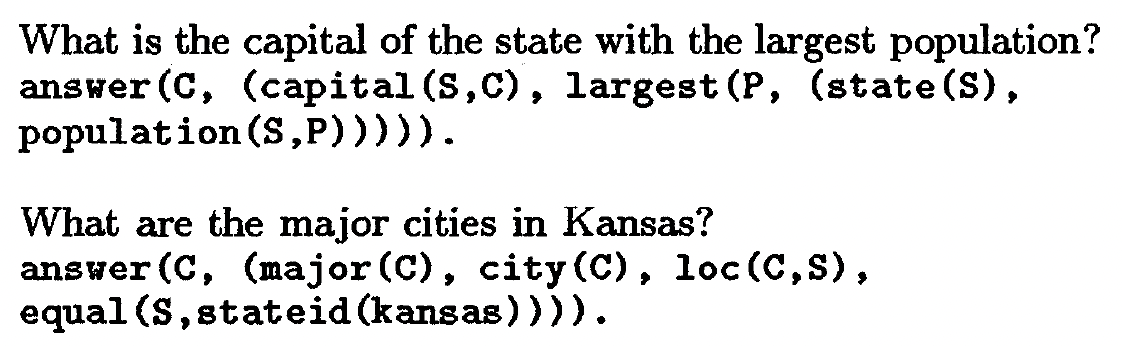 What is the capital of the state with the largest population?
answer(C, (capital(S,C), largest(P, (state(S),
population(S,P))))).
What are the major cities in Kansas?
answer(C, (major(C), city(C), loc(C,S),
equal(S,stateid(kansas)))).